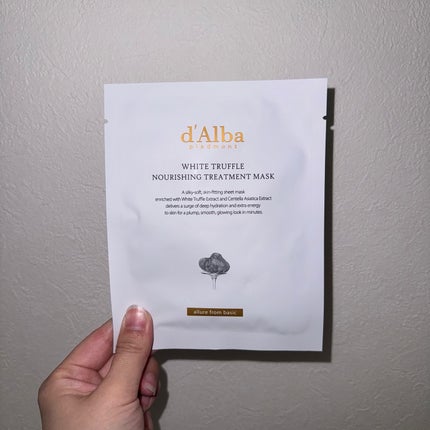 d'Alba
piedmont
WHITE TRUFFLE
NOURISHING TREATMENT MASK
A silky-soft, skin-fitting sheet mask
enriched with White Truffle Extract and Centella Asiatica Extract
delivers a surge of deep hydration and extra-energy
to skin for a plump, smooth, glowing look in minutes.
allure from basic